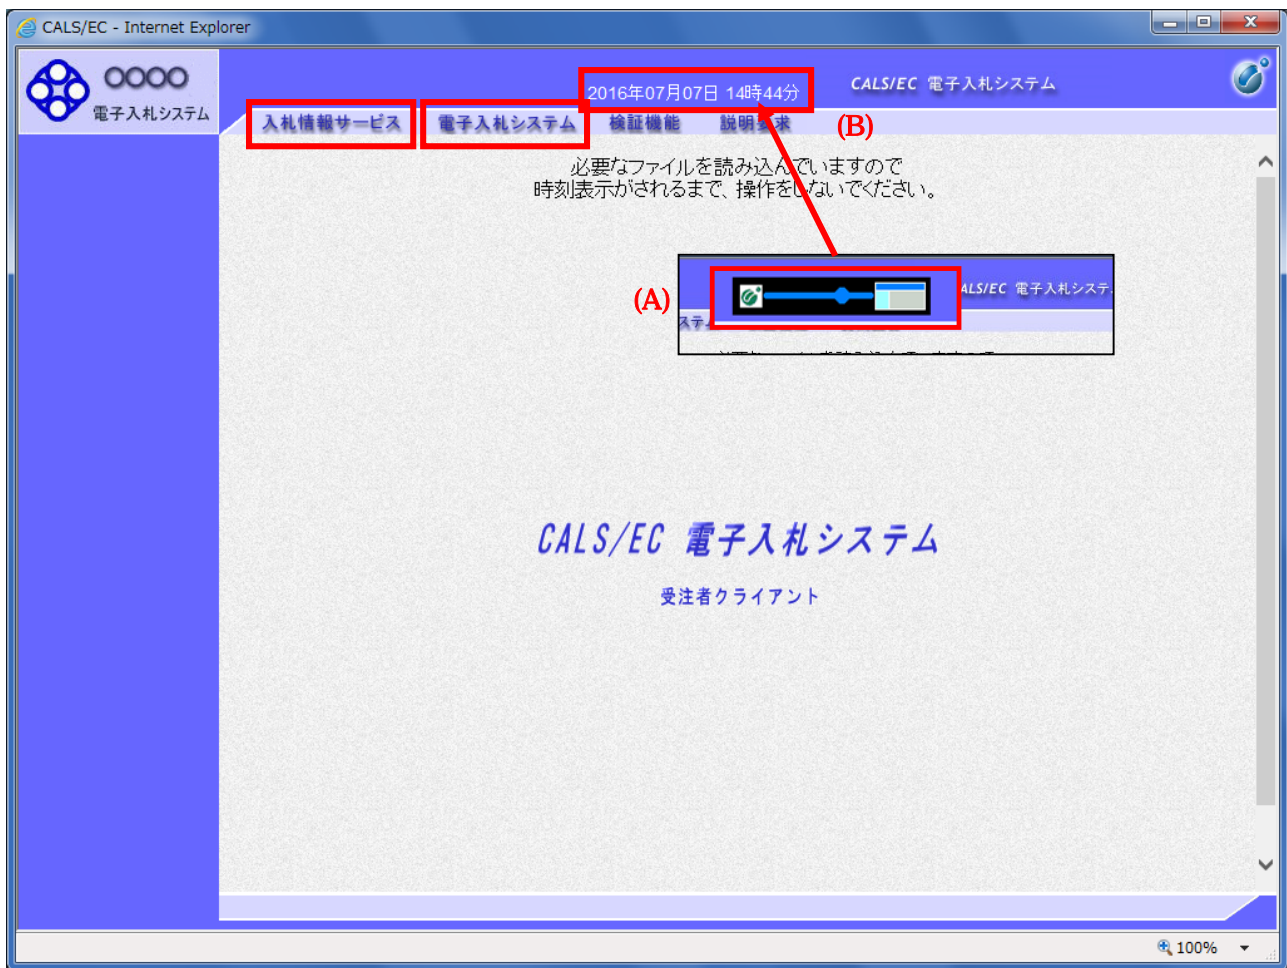 CALS/EC - Internet Explorer
〇〇〇〇
電子入札システム
2016年07月07日 14時44分
CALS/EC 電子入札システム
入札情報サービス 電子入札システム 検証機能 説明要求
(B)
必要なファイルを読み込んでいますので
時刻表示がされるまで、操作をしないでください。
(A)
ALS/EC 電子入札システ
ステ
CALS/EC 電子入札システム
受注者クライアント
100%